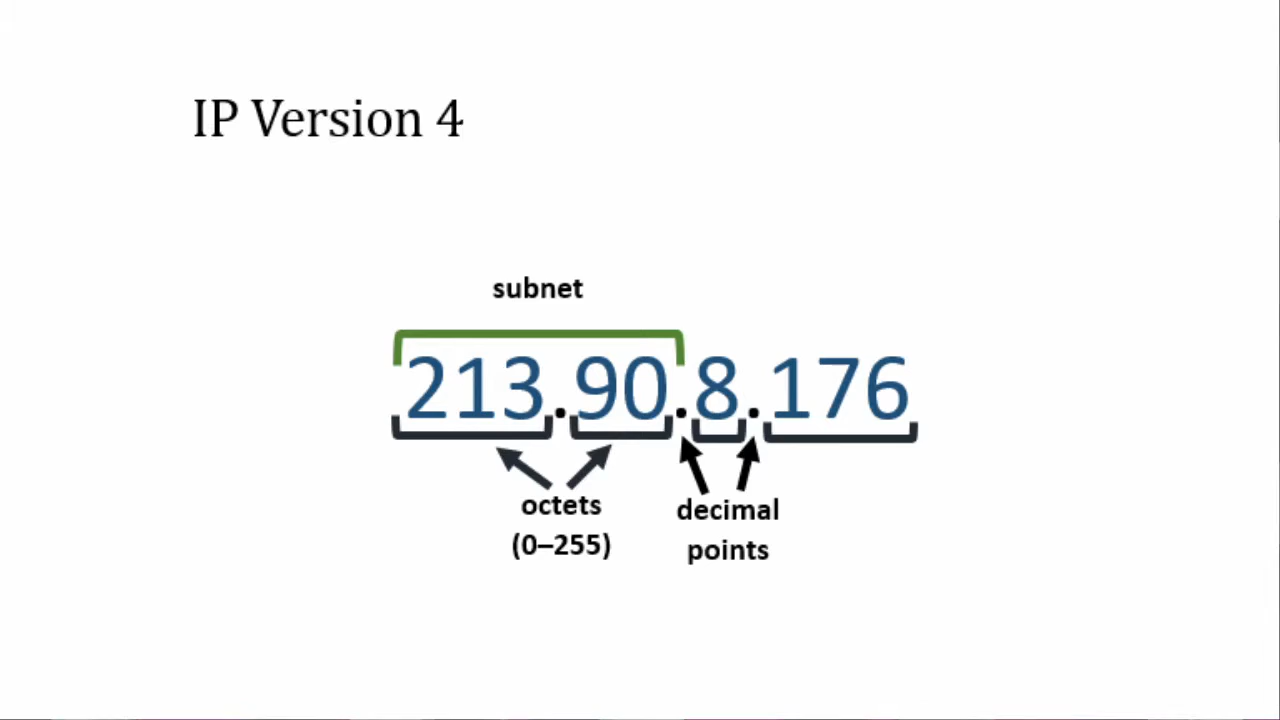 IP Version 4
subnet
213.90.8.176
octets
(0–255)
decimal
points